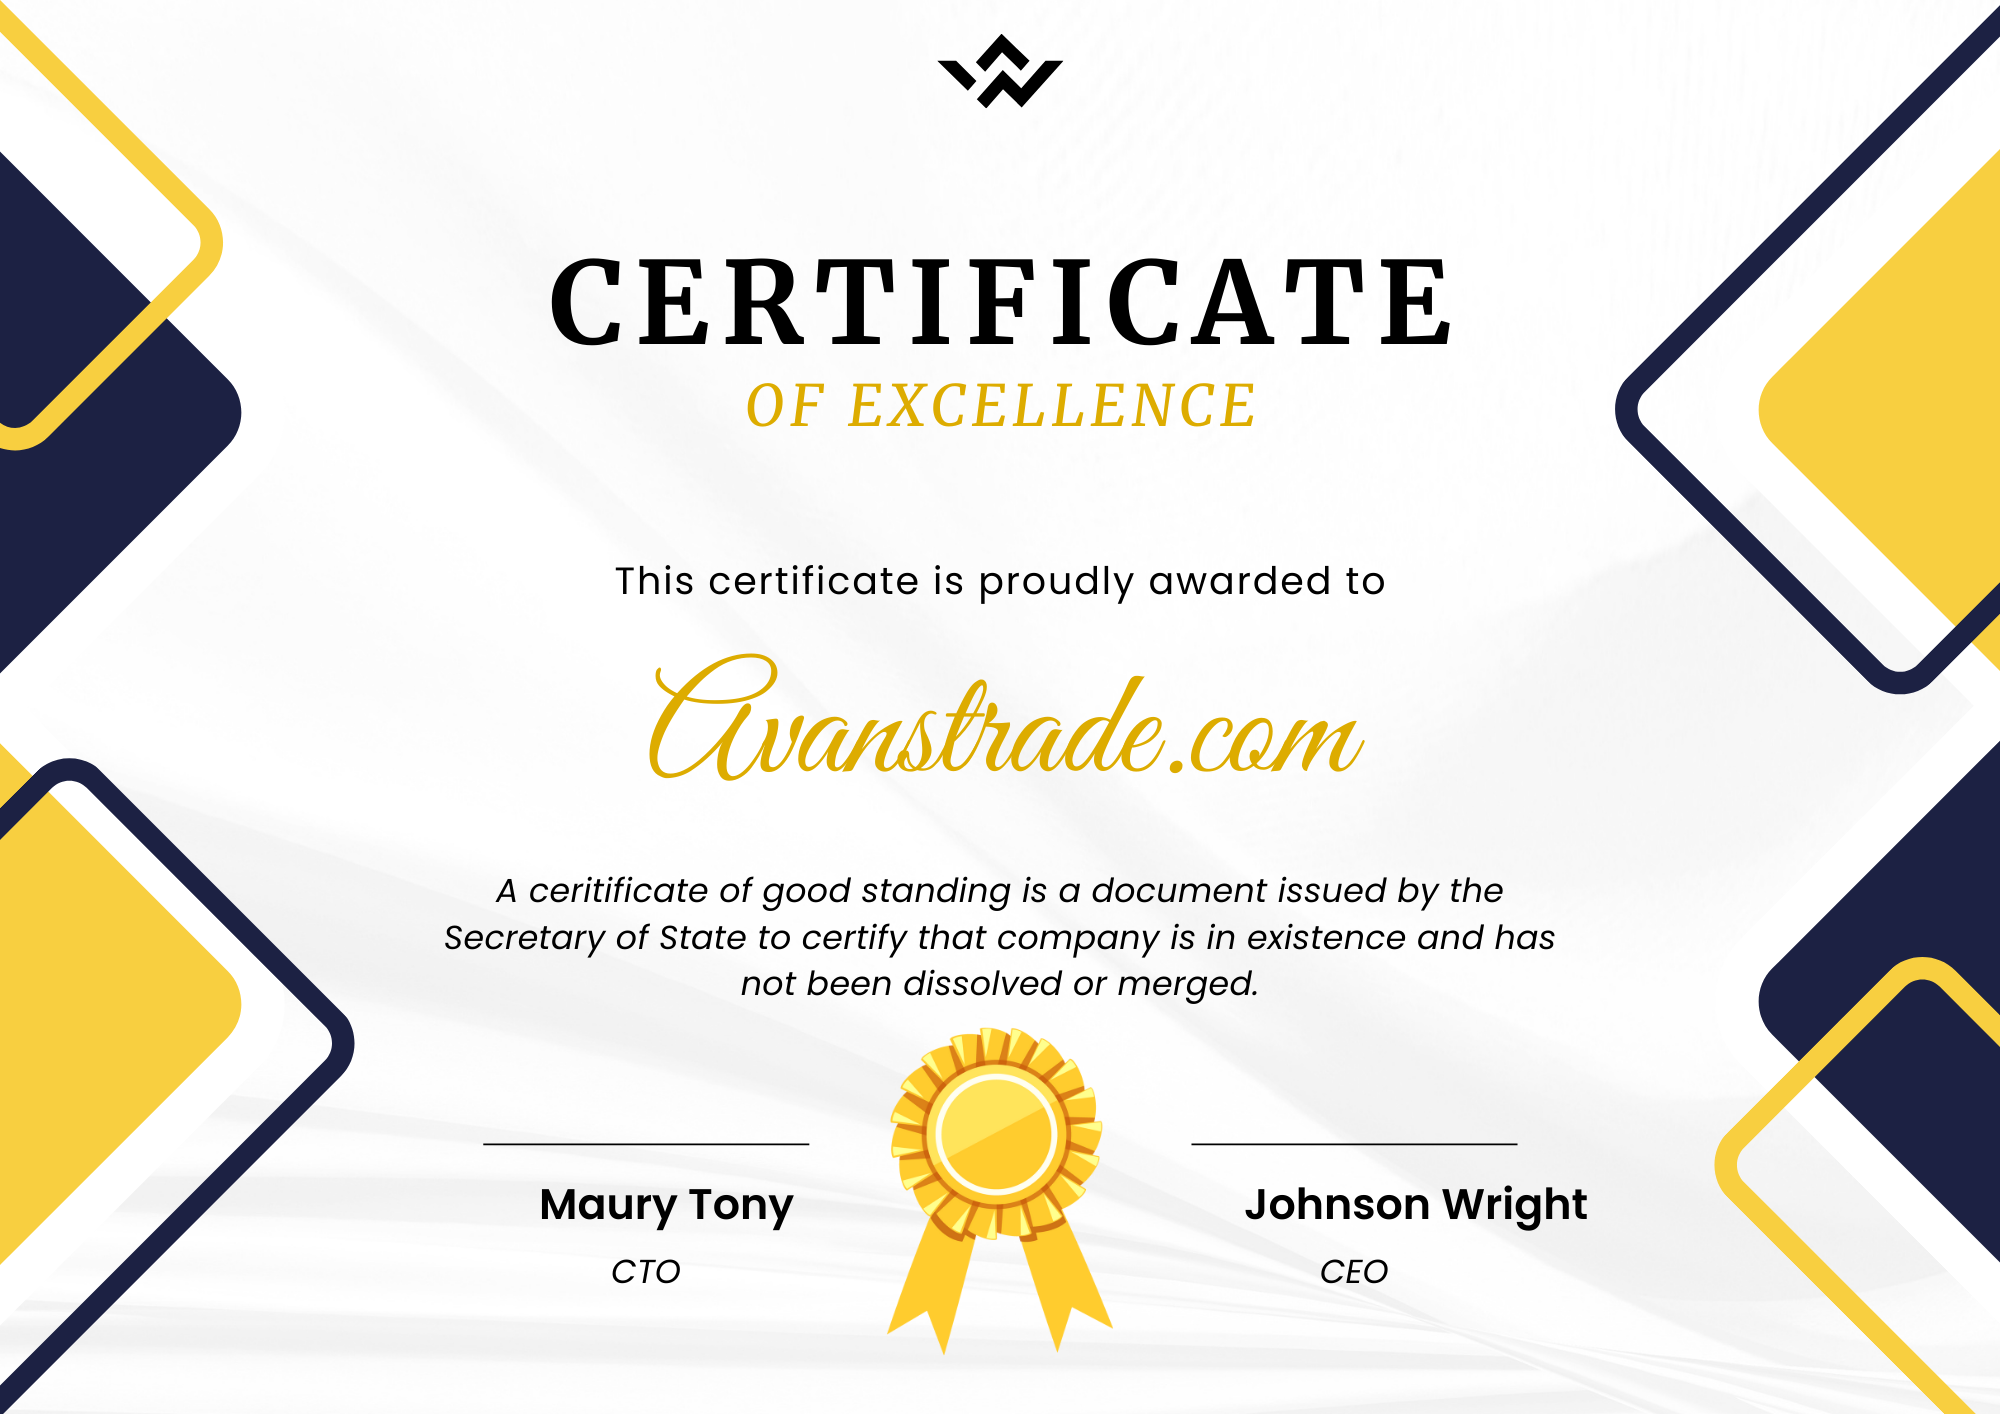 CERTIFICATE
OF EXCELLENCE
This certificate is proudly awarded to
Avanstrade.com
A ceritificate of good standing is a document issued by the
Secretary of State to certify that company is in existence and has
not been dissolved or merged.
Maury Tony
CTO
Johnson Wright
CEO